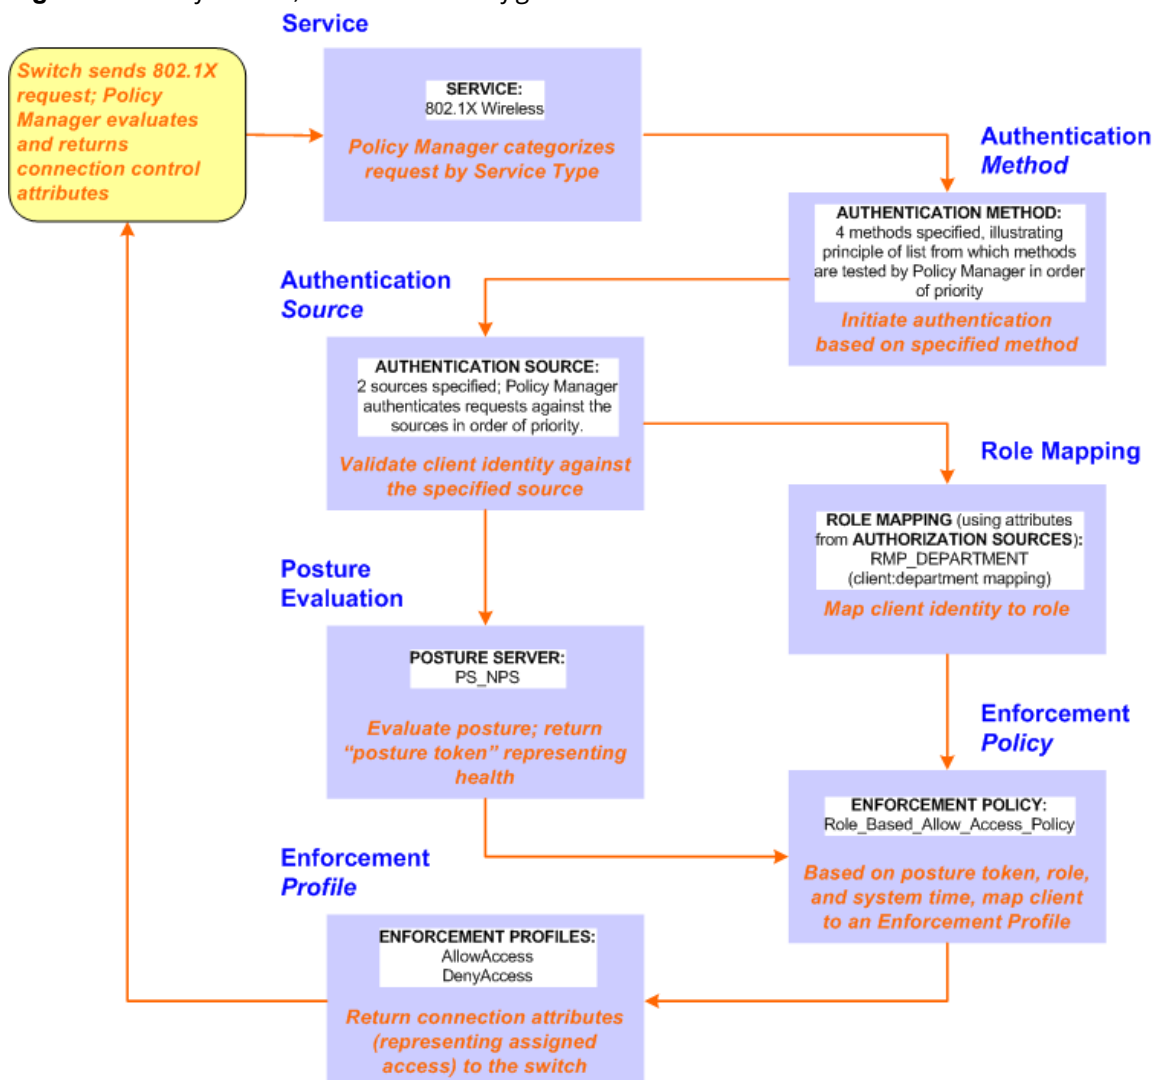 Service
Switch sends 802.1X
request; Policy
Manager evaluates
and returns
connection control
attributes
SERVICE:
802.1X Wireless
Policy Manager categorizes
request by Service Type
Authentication
Method
AUTHENTICATION METHOD:
4 methods specified, illustrating
principle of list from which methods
are tested by Policy Manager in order
of priority
Initiate authentication
based on specified method
Authentication
Source
AUTHENTICATION SOURCE:
2 sources specified; Policy Manager
authenticates requests against the
sources in order of priority.
Validate client identity against
the specified source
Role Mapping
ROLE MAPPING (using attributes
from AUTHORIZATION SOURCES):
RMP_DEPARTMENT
(client:department mapping)
Map client identity to role
Posture
Evaluation
POSTURE SERVER:
PS_NPS
Evaluate posture; return
“posture token” representing
health
Enforcement
Policy
ENFORCEMENT POLICY:
Role_Based_Allow_Access_Policy
Based on posture token, role,
and system time, map client
to an Enforcement Profile
Enforcement
Profile
ENFORCEMENT PROFILES:
AllowAccess
DenyAccess
Return connection attributes
(representing assigned
access) to the switch